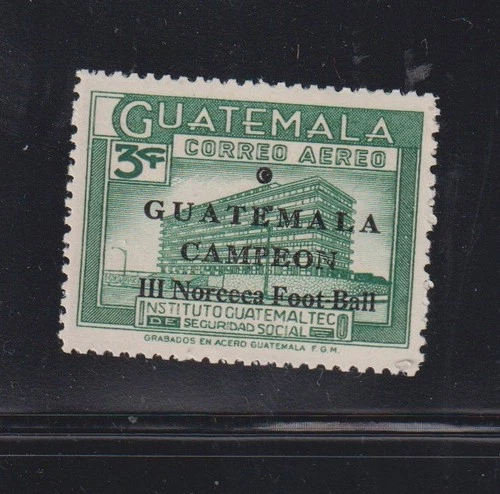 GUATEMALA
CORREO AEREO
3¢
GUATEMALA
CAMPEON
III Norceca Foot-Ball
INSTITUTO GUATEMALTECO
DE SEGURIDAD SOCIAL
GRABADOS EN ACERO GUATEMALA F.G.M.